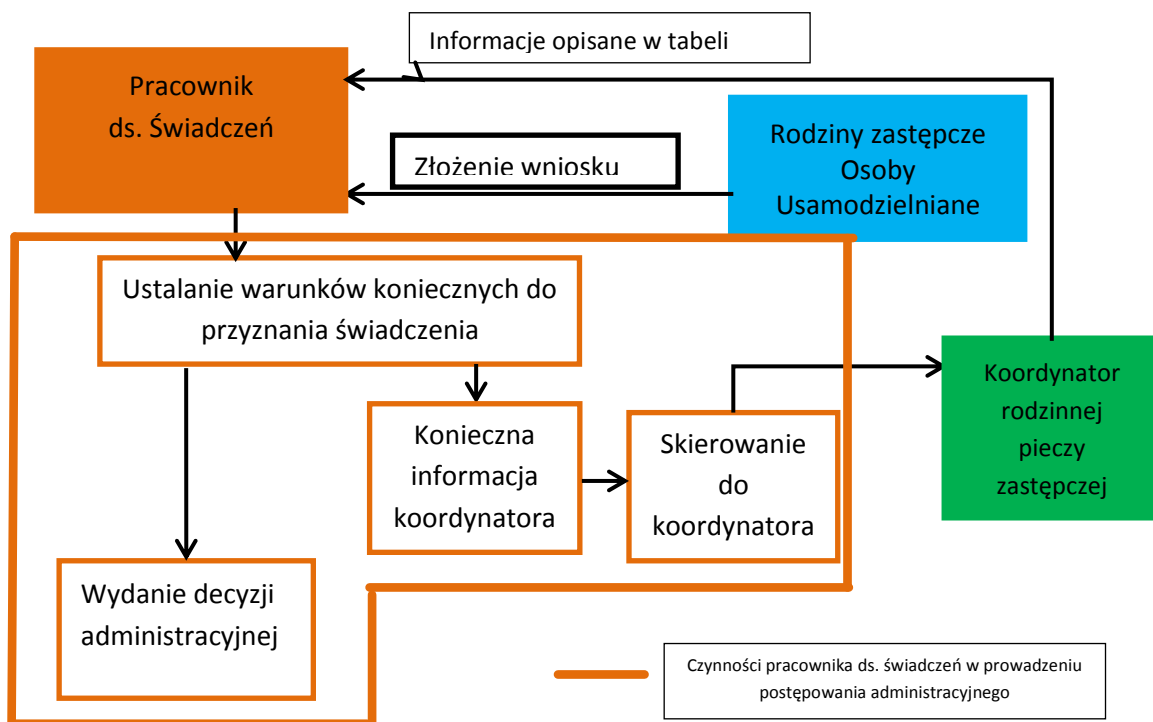 Informacje opisane w tabeli
Pracownik
ds. Świadczeń
Rodziny zastępcze
Osoby
Usamodzielniane
Złożenie wniosku
Ustalanie warunków koniecznych do
przyznania świadczenia
Koordynator
rodzinnej
pieczy
zastępczej
Konieczna
informacja
koordynatora
Skierowanie
do
koordynatora
Wydanie decyzji
administracyjnej
Czynności pracownika ds. świadczeń w prowadzeniu
postępowania administracyjnego